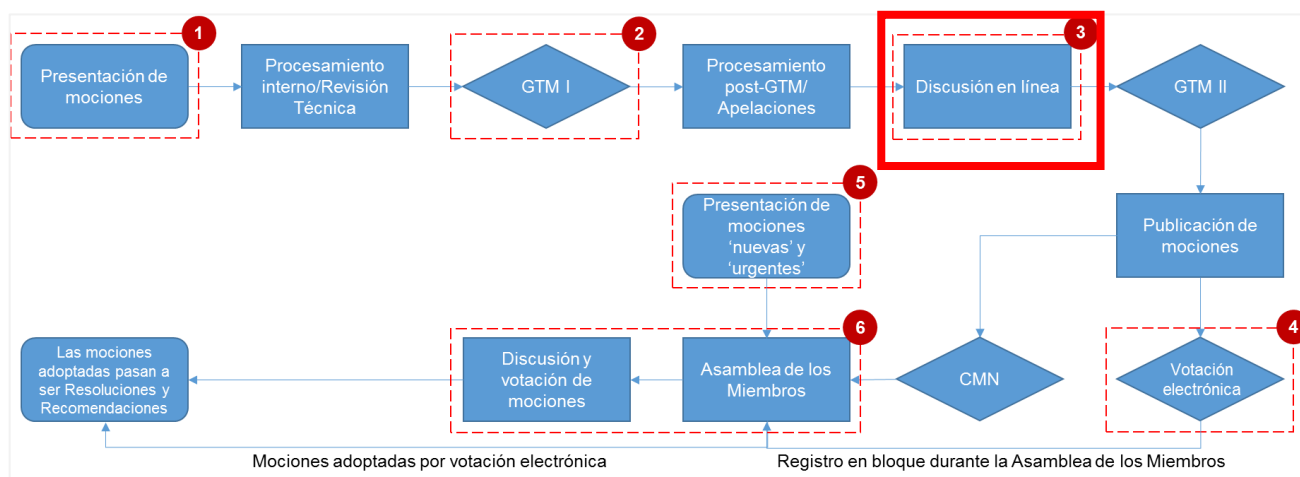 1
Presentación de
mociones
Procesamiento
interno/Revisión
Técnica
2
GTM I
Procesamiento
post-GTM/
Apelaciones
3
Discusión en línea
GTM II
5
Presentación de
mociones
‘nuevas’ y
‘urgentes’
Publicación de
mociones
6
4
Las mociones
adoptadas pasan a
ser Resoluciones y
Recomendaciones
Discusión y
votación de
mociones
Asamblea de los
Miembros
CMN
Votación
electrónica
Mociones adoptadas por votación electrónica
Registro en bloque durante la Asamblea de los Miembros